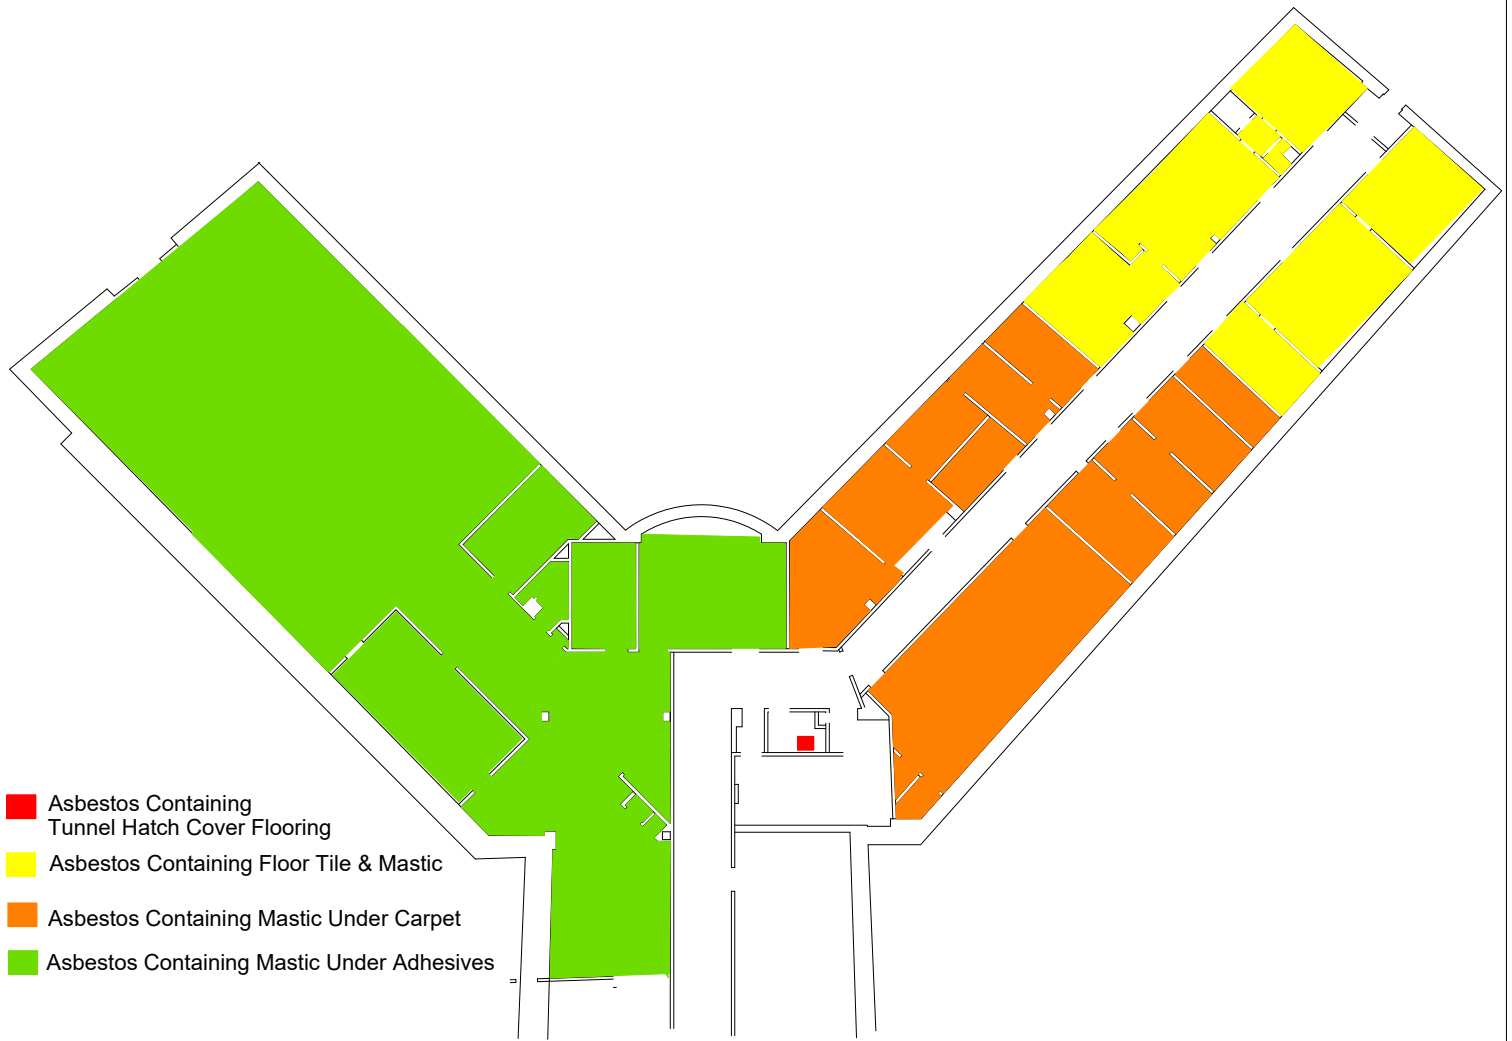 Asbestos Containing
Tunnel Hatch Cover Flooring
Asbestos Containing Floor Tile & Mastic
Asbestos Containing Mastic Under Carpet
Asbestos Containing Mastic Under Adhesives